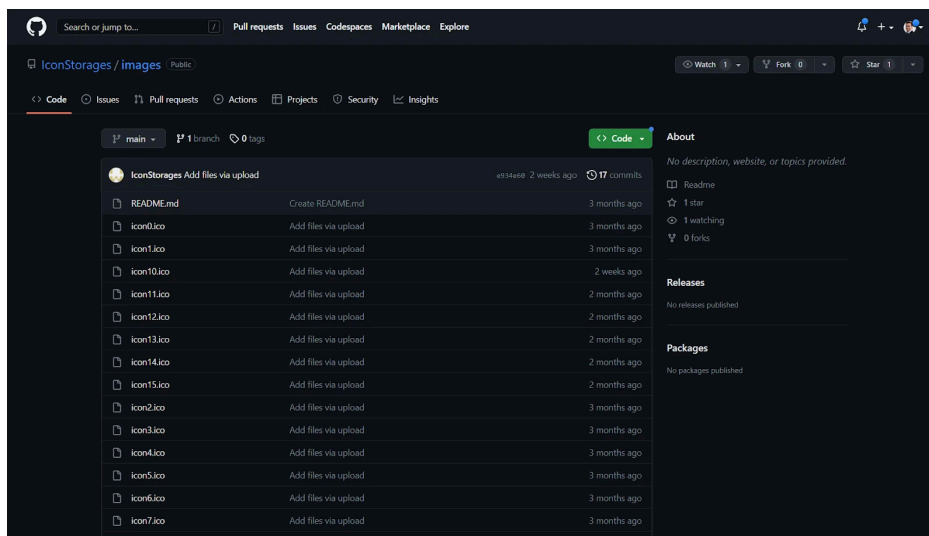 Search or jump to... / Pull requests Issues Codespaces Marketplace Explore
IconStorages / images Public Watch 1 Fork 0 Star 1
Code Issues Pull requests Actions Projects Security Insights
main 1 branch 0 tags Code About
No description, website, or topics provided.
IconStorages Add files via upload e934e60 2 weeks ago 17 commits
Readme
README.md Create README.md 3 months ago 1 star
1 watching
icon0.ico Add files via upload 3 months ago
0 forks
icon1.ico Add files via upload 3 months ago
icon10.ico Add files via upload 2 weeks ago
Releases
icon11.ico Add files via upload 2 months ago
No releases published
icon12.ico Add files via upload 2 months ago
icon13.ico Add files via upload 2 months ago
Packages
icon14.ico Add files via upload 2 months ago
No packages published
icon15.ico Add files via upload 2 months ago
icon2.ico Add files via upload 3 months ago
icon3.ico Add files via upload 3 months ago
icon4.ico Add files via upload 3 months ago
icon5.ico Add files via upload 3 months ago
icon6.ico Add files via upload 3 months ago
icon7.ico Add files via upload 3 months ago